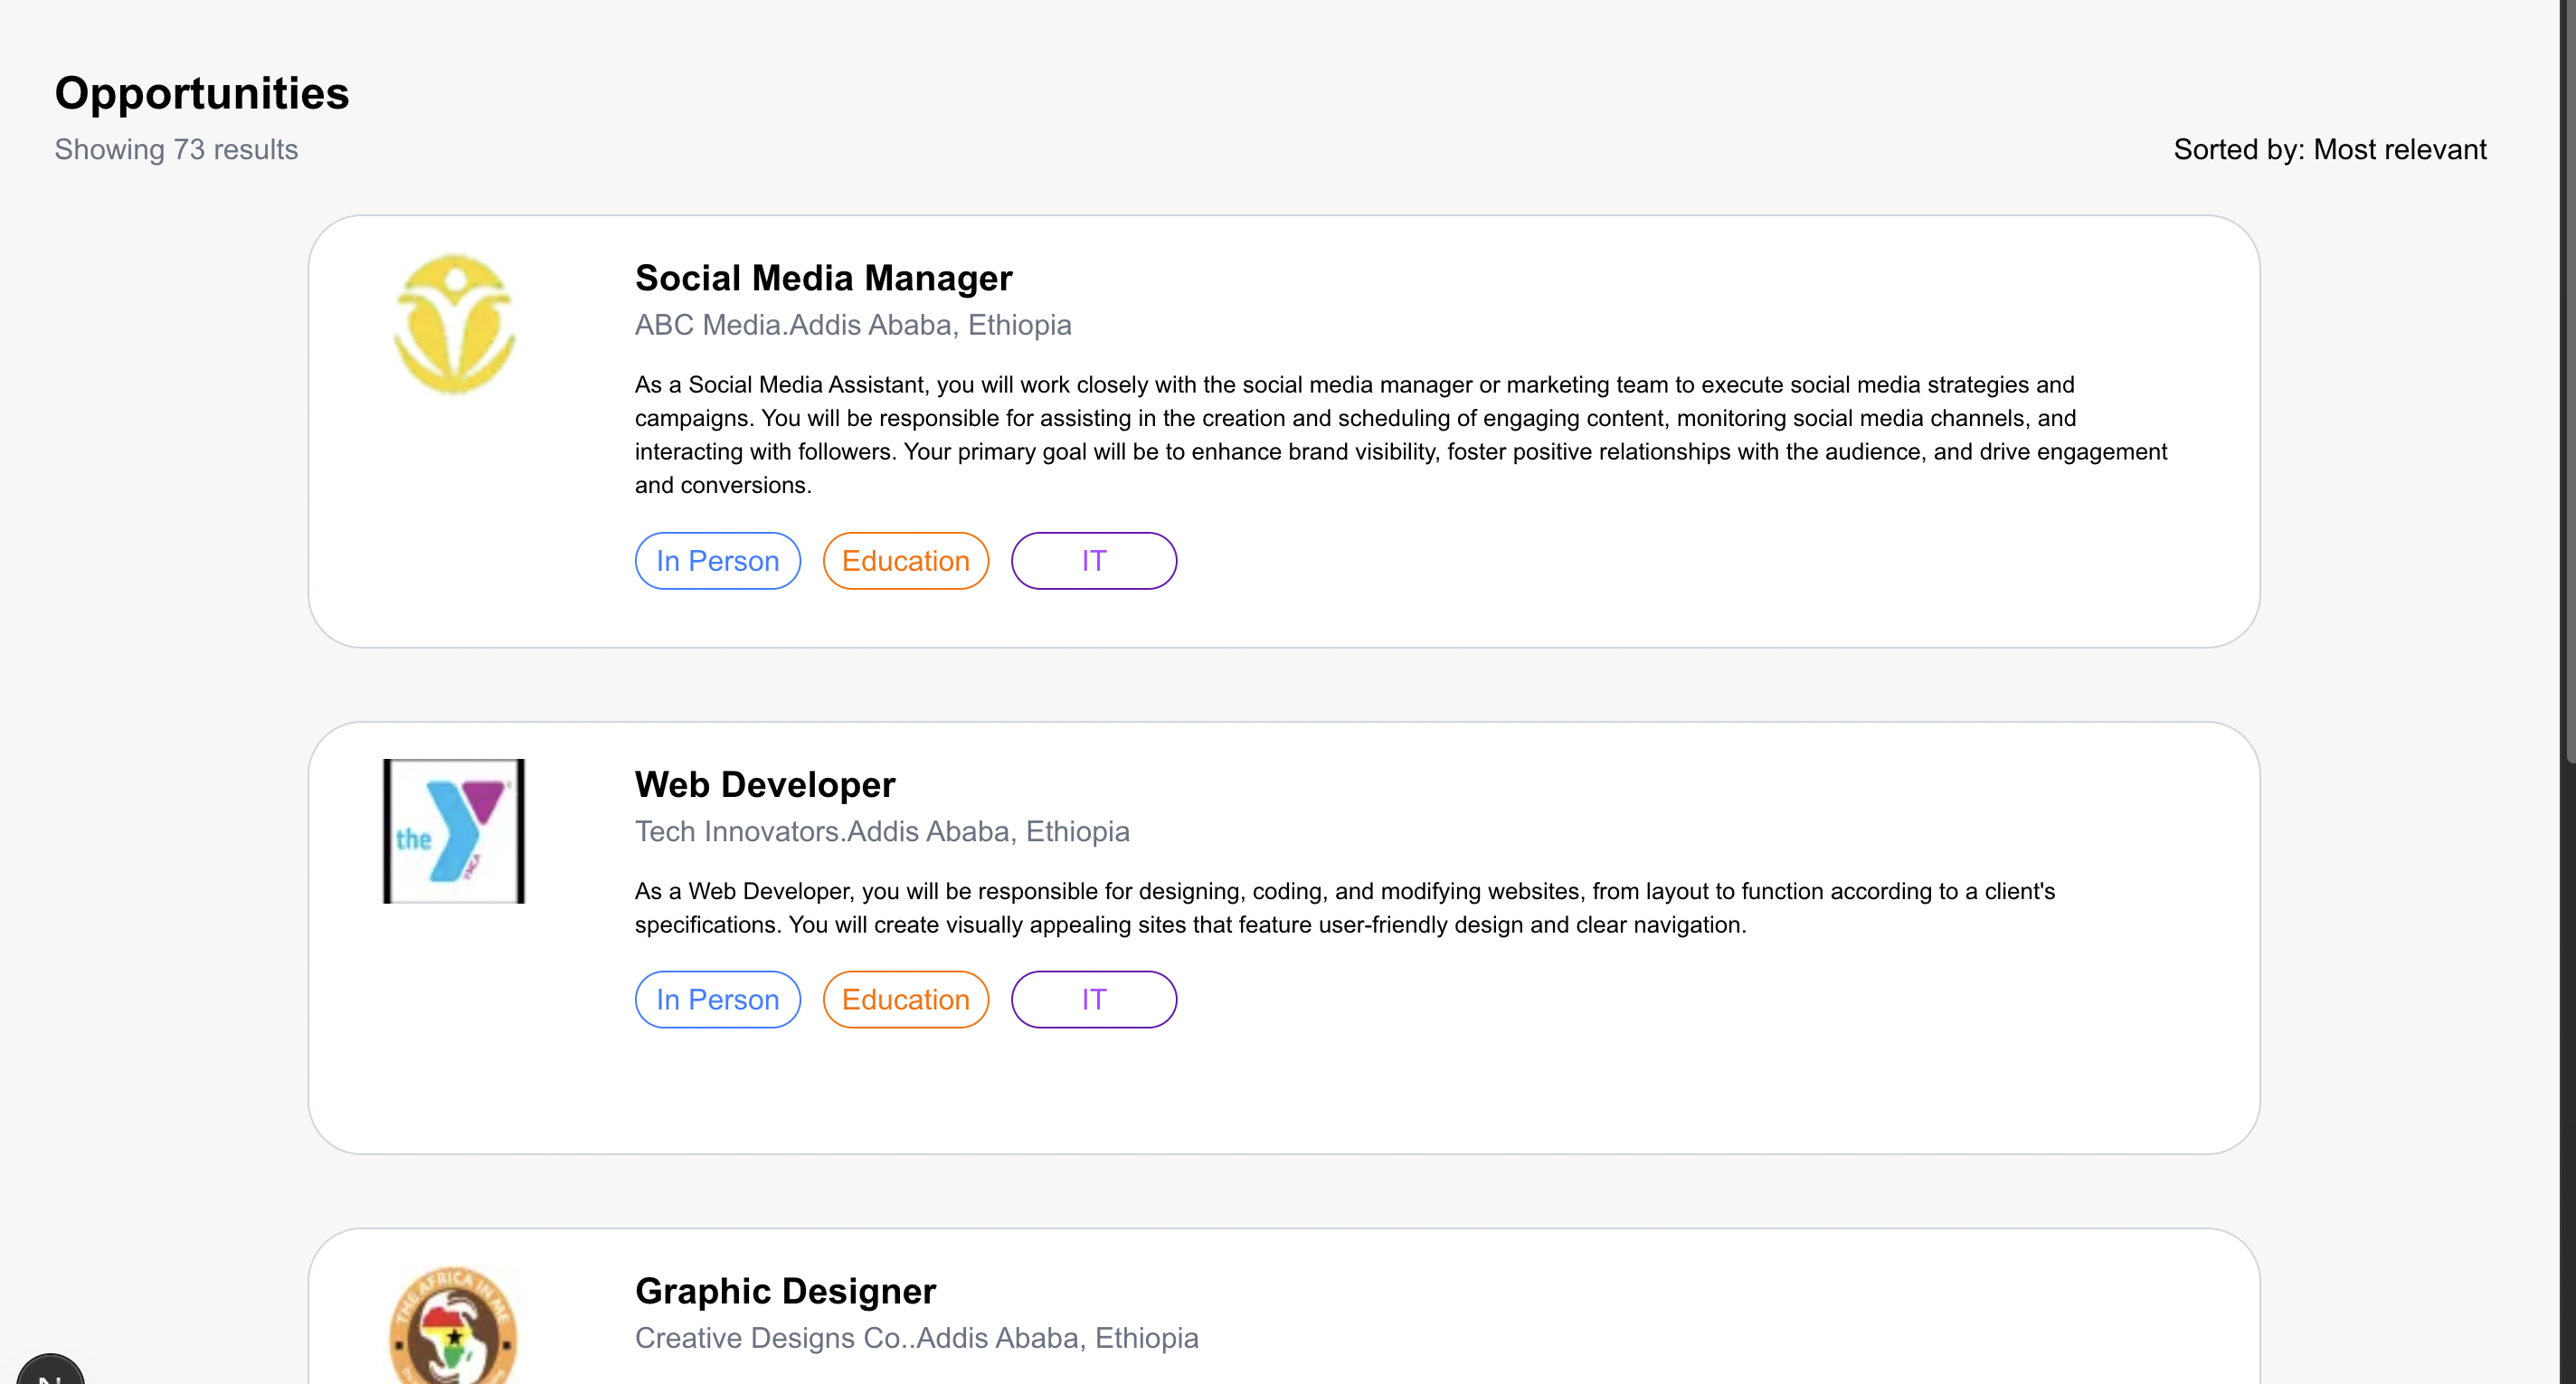 Opportunities
Showing 73 results
Sorted by: Most relevant
Social Media Manager
ABC Media.Addis Ababa, Ethiopia
As a Social Media Assistant, you will work closely with the social media manager or marketing team to execute social media strategies and
campaigns. You will be responsible for assisting in the creation and scheduling of engaging content, monitoring social media channels, and
interacting with followers. Your primary goal will be to enhance brand visibility, foster positive relationships with the audience, and drive engagement
and conversions.
In Person Education IT
the
YMCA
Web Developer
Tech Innovators.Addis Ababa, Ethiopia
As a Web Developer, you will be responsible for designing, coding, and modifying websites, from layout to function according to a client's
specifications. You will create visually appealing sites that feature user-friendly design and clear navigation.
In Person Education IT
THE AFRICA IN ME
Graphic Designer
Creative Designs Co..Addis Ababa, Ethiopia